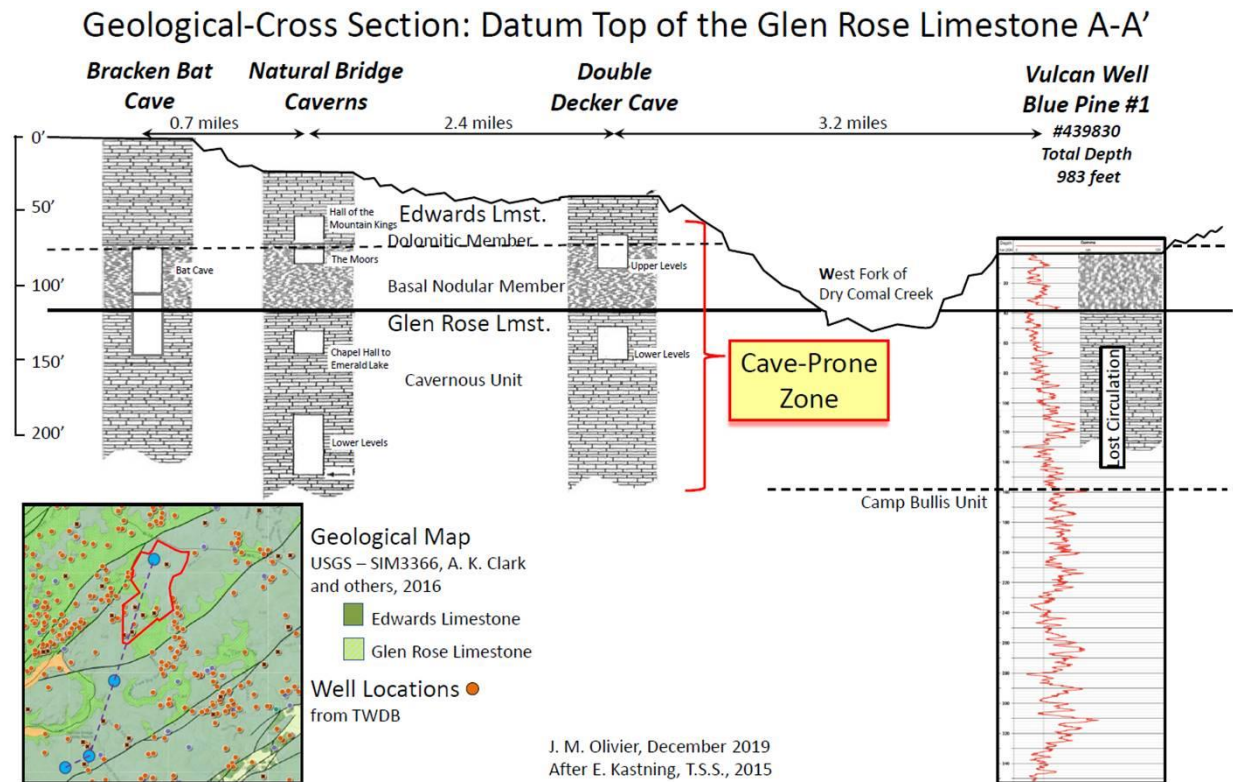 Geological-Cross Section: Datum Top of the Glen Rose Limestone A-A’
Bracken Bat
Cave
Natural Bridge
Caverns
Double
Decker Cave
Vulcan Well
Blue Pine #1
#439830
Total Depth
983 feet
0.7 miles
2.4 miles
3.2 miles
0’
50’
100’
150’
200’
Hall of the
Mountain Kings
The Moors
Bat Cave
Chapel Hall to
Emerald Lake
Lower Levels
Edwards Lmst.
Dolomitic Member
Basal Nodular Member
Glen Rose Lmst.
Cavernous Unit
Upper Levels
Lower Levels
West Fork of
Dry Comal Creek
Cave-Prone
Zone
Depth
Gamma
Lost Circulation
Camp Bullis Unit
Geological Map
USGS – SIM3366, A. K. Clark
and others, 2016
Edwards Limestone
Glen Rose Limestone
Well Locations
from TWDB
J. M. Olivier, December 2019
After E. Kastning, T.S.S., 2015